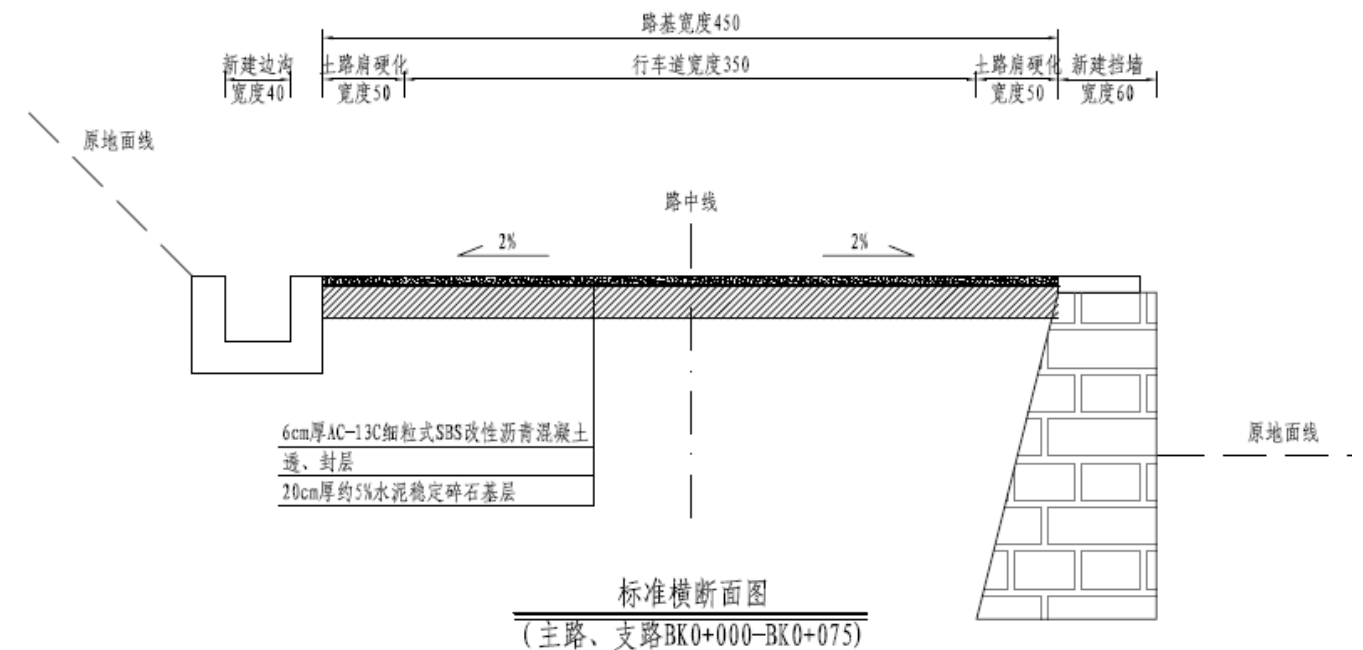 路基宽度450
新建边沟
土路肩硬化
行车道宽度350
土路肩硬化
新建挡墙
宽度40
宽度50
宽度50
宽度60
原地面线
路中线
2%
2%
6cm厚AC-13C细粒式SBS改性沥青混凝土
透、封层
20cm厚约5%水泥稳定碎石基层
原地面线
标准横断面图
(主路、支路BK0+000-BK0+075)